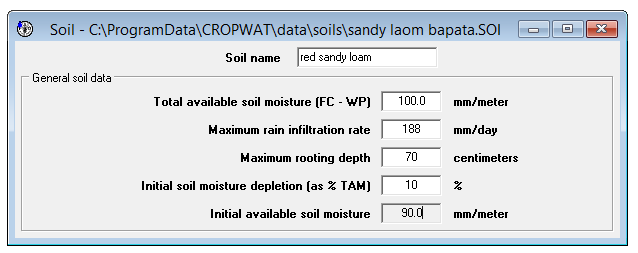 Soil - C:\ProgramData\CROPWAT\data\soils\sandy laom bapata.SOI
Soil name red sandy loam
General soil data
Total available soil moisture (FC - WP) 100.0 mm/meter
Maximum rain infiltration rate 188 mm/day
Maximum rooting depth 70 centimeters
Initial soil moisture depletion (as % TAM) 10 %
Initial available soil moisture 90.0 mm/meter